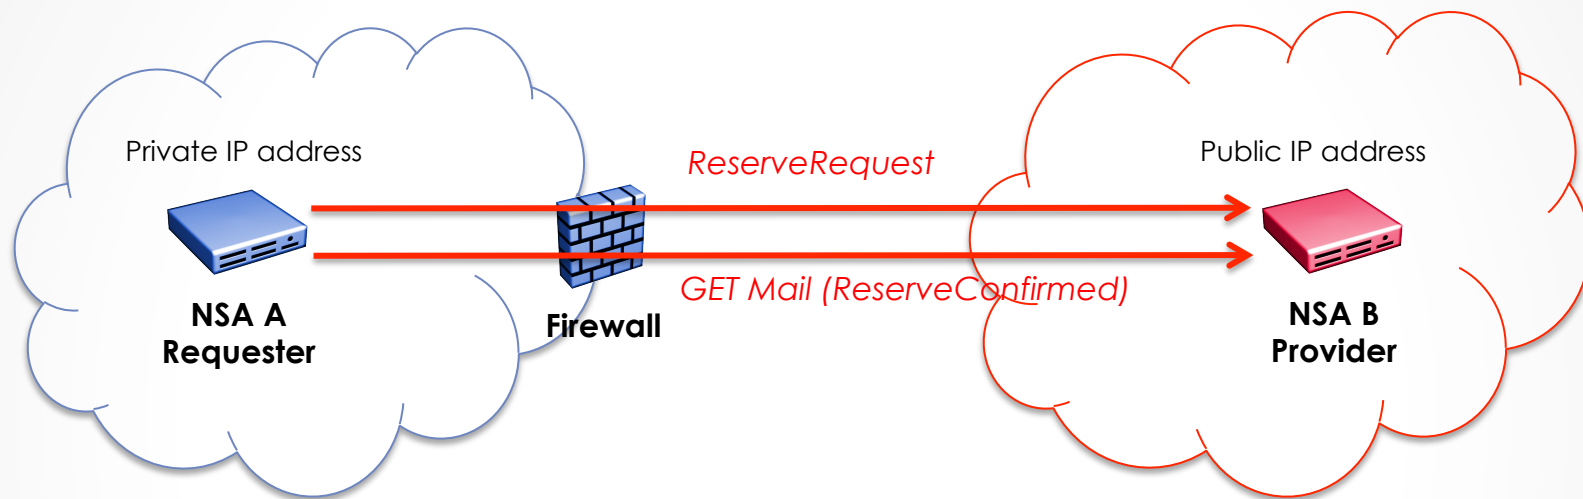 Private IP address
ReserveRequest
Public IP address
GET Mail (ReserveConfirmed)
NSA A
Requester
Firewall
NSA B
Provider